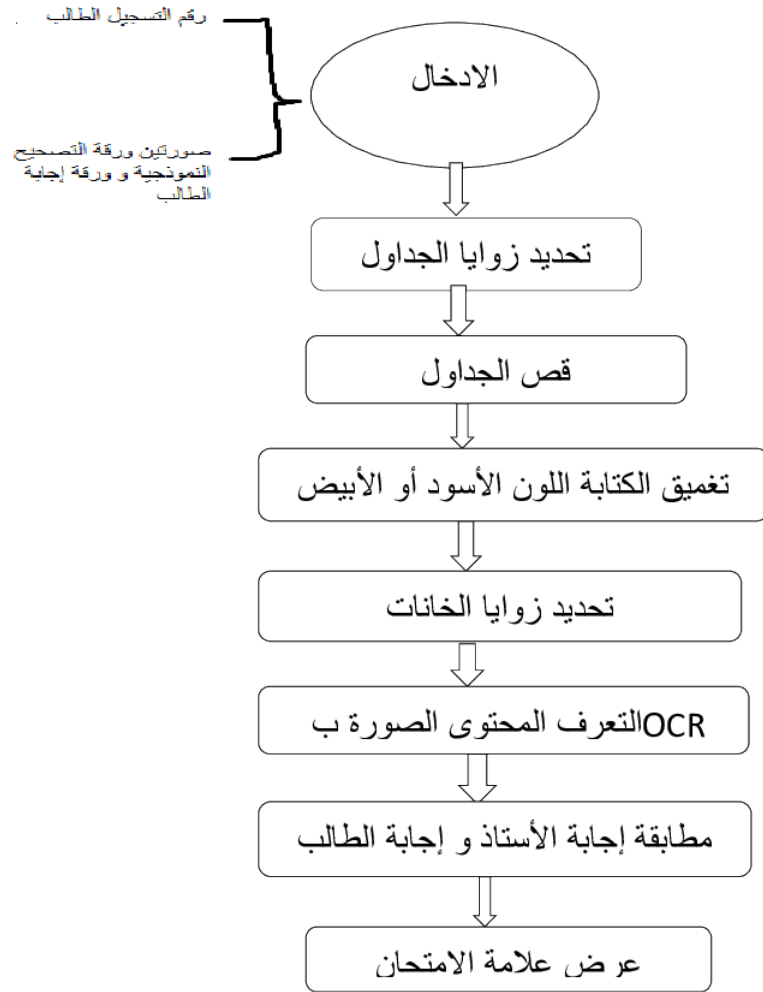 رقم التسجيل الطالب
صورتين ورقة التصحيح
النموذجية و ورقة إجابة
الطالب
الادخال
تحديد زوايا الجداول
قص الجداول
تغميق الكتابة اللون الأسود أو الأبيض
تحديد زوايا الخانات
التعرف المحتوى الصورة ب OCR
مطابقة إجابة الأستاذ و إجابة الطالب
عرض علامة الامتحان